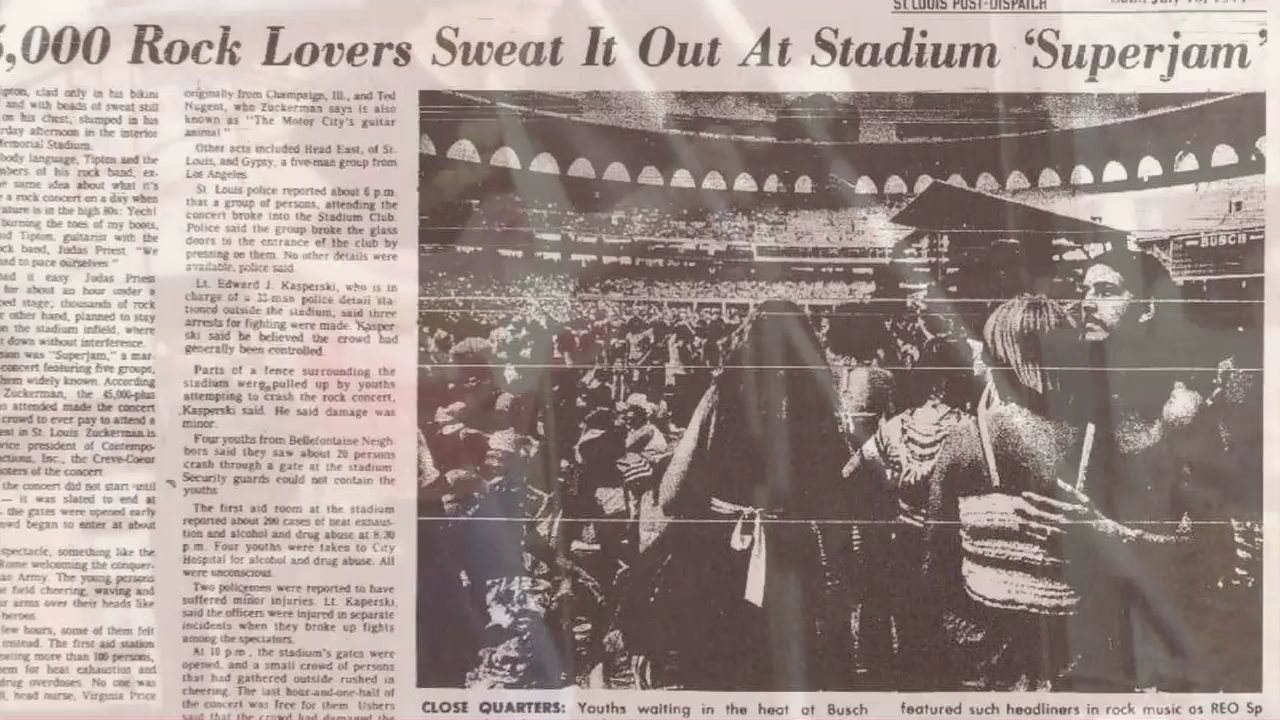 ST. LOUIS POST-DISPATCH
5,000 Rock Lovers Sweat It Out At Stadium 'Superjam'
ipton, clad only in his bikini
and with beads of sweat still
on his chest, slumped in his
rday afternoon in the interior
Memorial Stadium.
body language, Tipton and the
mbers of his rock band, ex-
e same idea about what it's
e a rock concert on a day when
rature is in the high 80s: Yech!
burning the toes of my boots,
id Tipton, guitarist with the
ock band, Judas Priest. "We
ad to pace ourselves."
ned it easy. Judas Priest
for about an hour under a
ped stage; thousands of rock
e other hand, planned to stay
n the stadium infield, where
t down without interference.
sion was "Superjam," a mar-
concert featuring five groups,
hem widely known. According
Zuckerman, the 45,000-plus
o attended made the concert
crowd to ever pay to attend a
ent in St. Louis. Zuckerman is
vice president of Contempo-
uctions, Inc., the Creve-Coeur
oters of the concert
the concert did not start until
— it was slated to end at
the gates were opened early
owd began to enter at about
spectacle, something like the
Rome welcoming the conquer-
an Army. The young persons
e field cheering, waving and
r arms over their heads like
heroes.
few hours, some of them felt
instead. The first aid station
eating more than 100 persons,
em for heat exhaustion and
drug overdoses. No one was
ll, head nurse, Virginia Price
originally from Champaign, Ill., and Ted
Nugent, who Zuckerman says is also
known as "The Motor City's guitar
animal"
Other acts included Head East, of St.
Louis, and Gypsy, a five-man group from
Los Angeles.
St. Louis police reported about 6 p.m.
that a group of persons, attending the
concert broke into the Stadium Club.
Police said the group broke the glass
doors to the entrance of the club by
pressing on them. No other details were
available, police said.
Lt. Edward J. Kasperski, who is in
charge of a 33-man police detail sta-
tioned outside the stadium, said three
arrests for fighting were made. Kasper
ski said he believed the crowd had
generally been controlled.
Parts of a fence surrounding the
stadium were pulled up by youths
attempting to crash the rock concert,
Kasperski said. He said damage was
minor.
Four youths from Bellefontaine Neigh
bors said they saw about 20 persons
crash through a gate at the stadium.
Security guards could not contain the
youths
The first aid room at the stadium
reported about 200 cases of heat exhaus-
tion and alcohol and drug abuse at 8:30
p.m. Four youths were taken to City
Hospital for alcohol and drug abuse. All
were unconscious.
Two policemen were reported to have
suffered minor injuries. Lt. Kaperski,
said the officers were injured in separate
incidents when they broke up fights
among the spectators.
At 10 p.m., the stadium's gates were
opened, and a small crowd of persons
that had gathered outside rushed in
cheering. The last hour-and-one-half of
the concert was free for them. Ushers
said that the crowd had damaged the
BUSCH
CLOSE QUARTERS: Youths waiting in the heat at Busch
featured such headliners in rock music as REO Sp